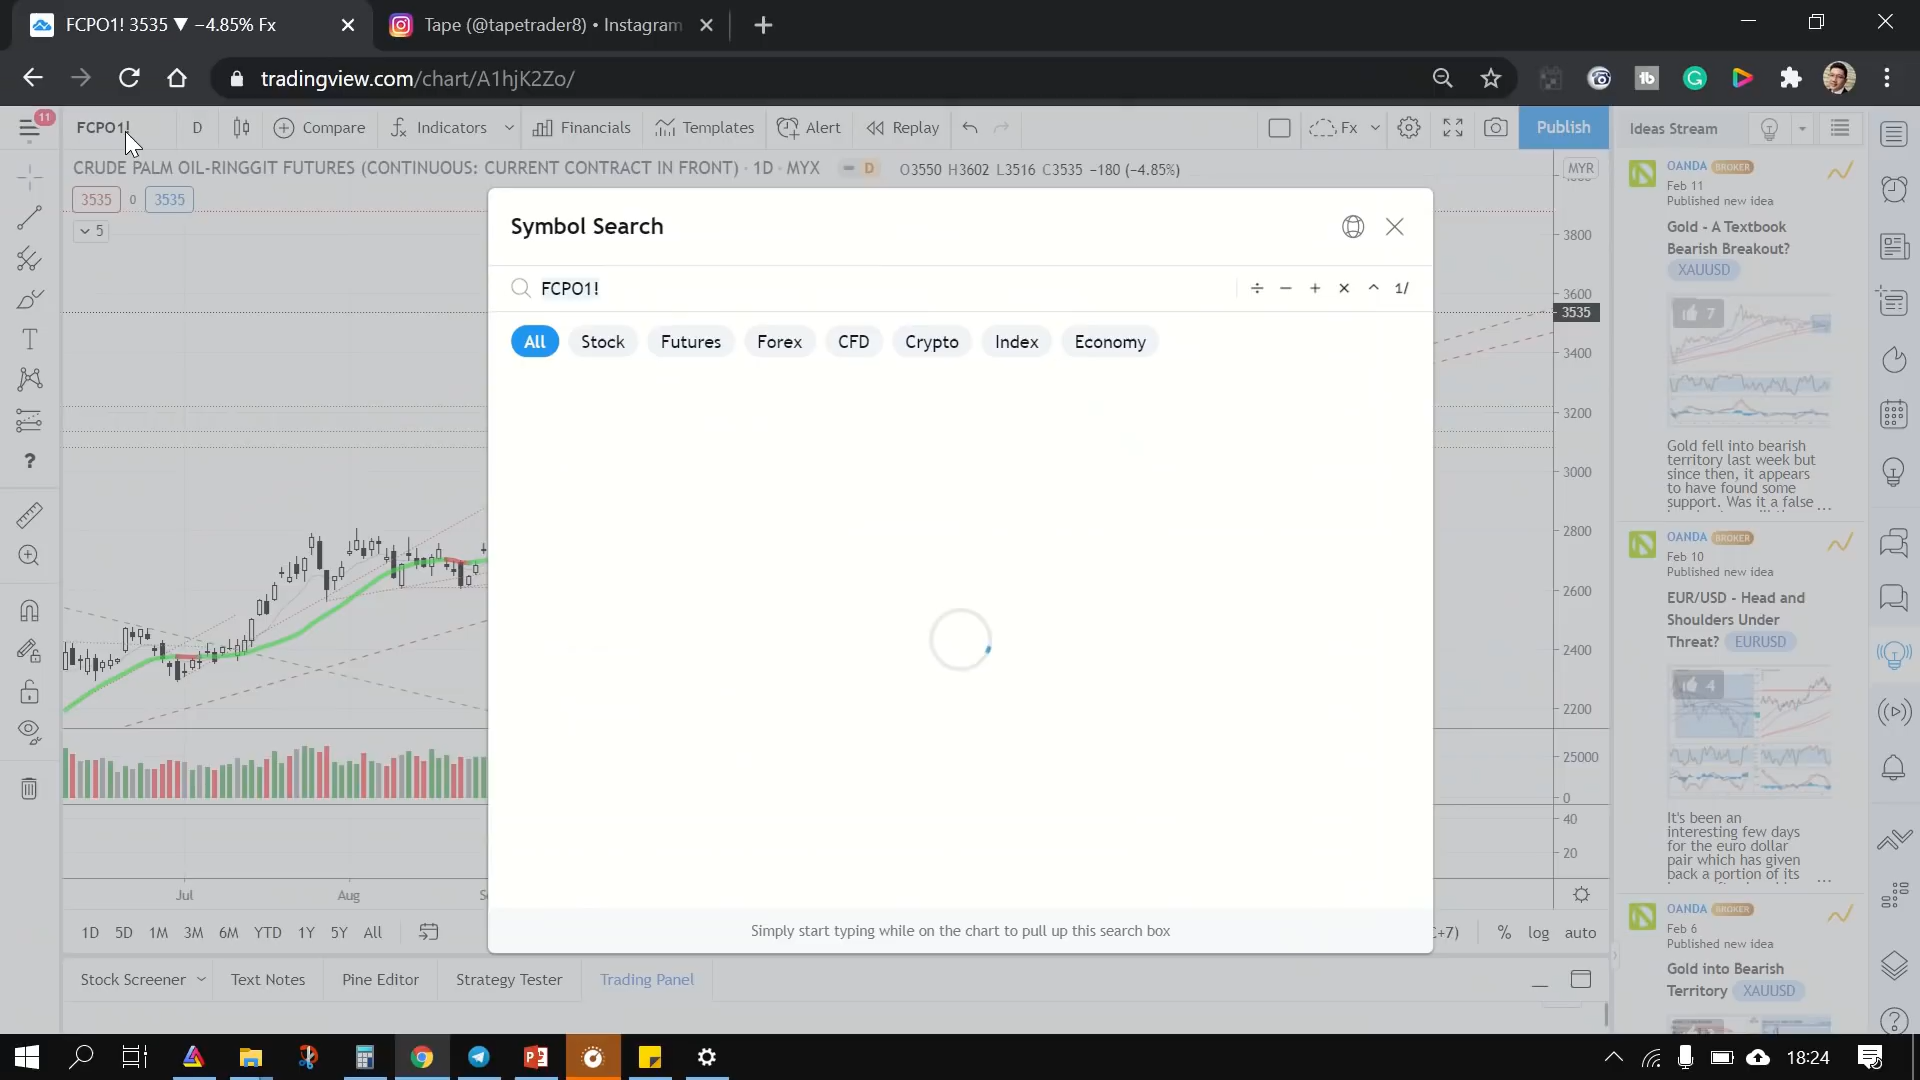 FCPO1! 3535 ▼ −4.85% Fx
Tape (@tapetrader8) • Instagram
tradingview.com/chart/A1hjK2Zo/
11
FCPO1!
D
Compare
Indicators
Financials
Templates
Alert
Replay
Fx
Publish
Ideas Stream
CRUDE PALM OIL-RINGGIT FUTURES (CONTINUOUS: CURRENT CONTRACT IN FRONT) · 1D · MYX
D
O3550 H3602 L3516 C3535 −180 (−4.85%)
MYR
3535
0
3535
5
Symbol Search
FCPO1!
÷ − + × ^ 1/
All
Stock
Futures
Forex
CFD
Crypto
Index
Economy
Simply start typing while on the chart to pull up this search box
3800
3600
3535
3400
3200
3000
2800
2600
2400
2200
25000
0
40
20
Jul
Aug
1D 5D 1M 3M 6M YTD 1Y 5Y All
+7)
% log auto
Stock Screener
Text Notes
Pine Editor
Strategy Tester
Trading Panel
OANDA BROKER
Feb 11
Published new idea
Gold - A Textbook
Bearish Breakout?
XAUUSD
7
Gold fell into bearish
territory last week but
since then, it appears
to have found some
support. Was it a false ...
OANDA BROKER
Feb 10
Published new idea
EUR/USD - Head and
Shoulders Under
Threat? EURUSD
4
It's been an
interesting few days
for the euro dollar
pair which has given
back a portion of its
OANDA BROKER
Feb 6
Published new idea
Gold into Bearish
Territory XAUUSD
18:24